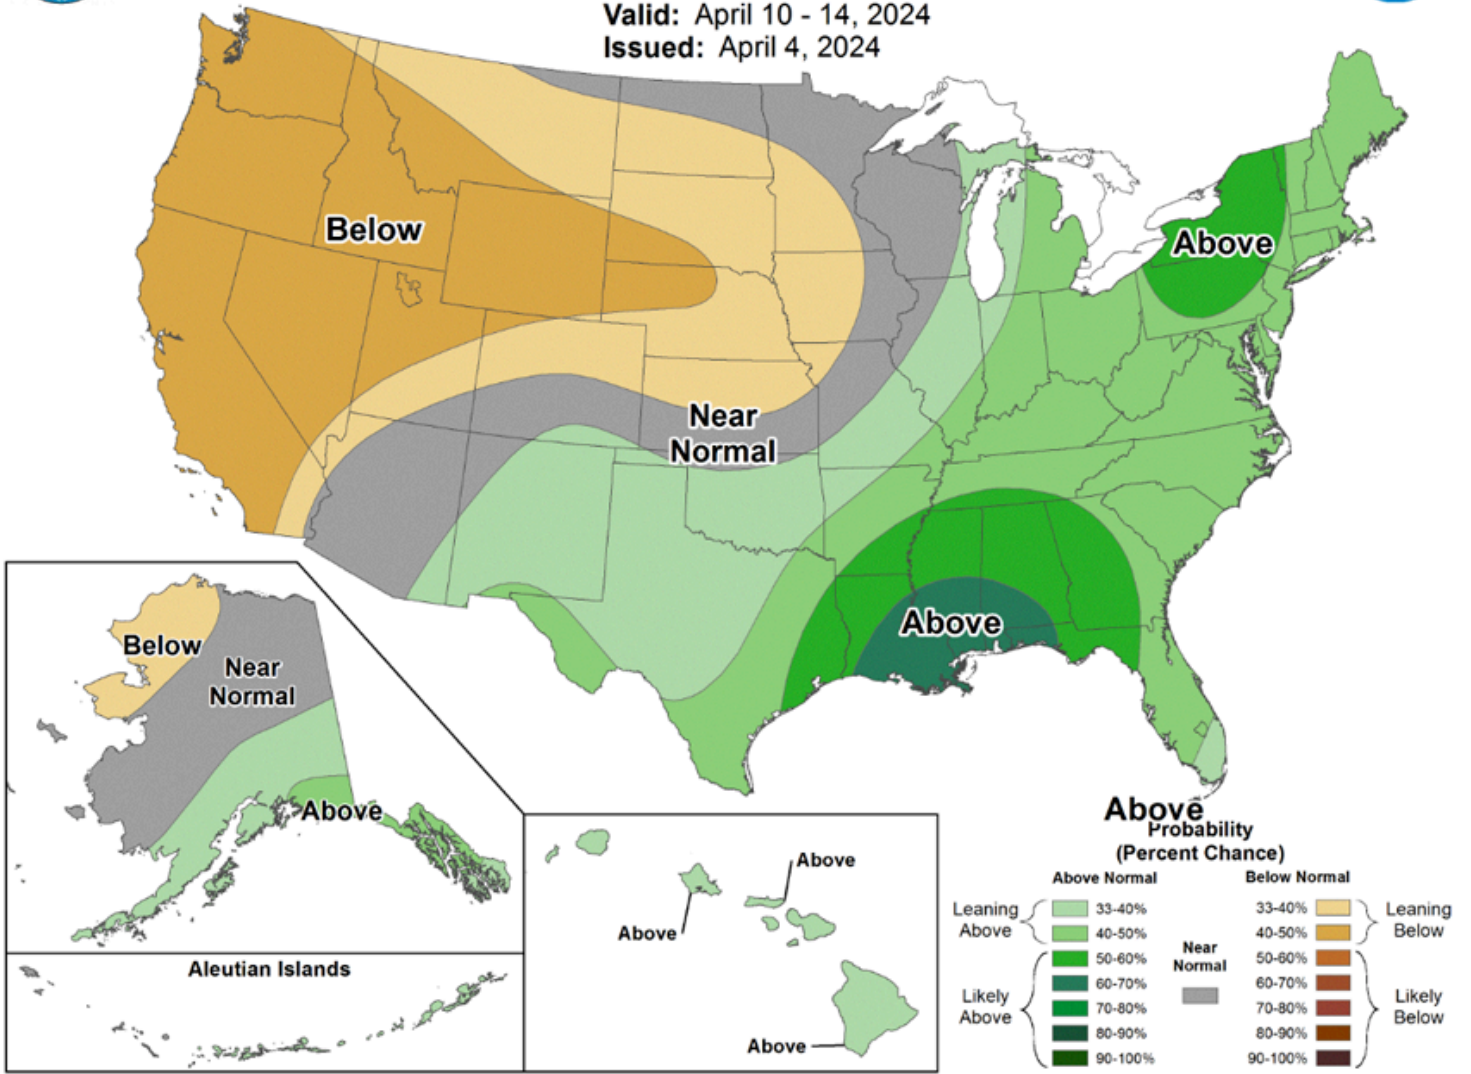 Valid: April 10 - 14, 2024
Issued: April 4, 2024
Below
Above
Near
Normal
Above
Below
Near
Normal
Above
Aleutian Islands
Above
Above
Above
Above
Probability
(Percent Chance)
Above Normal
Below Normal
Leaning
Above
33-40%
40-50%
Likely
Above
50-60%
60-70%
70-80%
80-90%
90-100%
Near
Normal
33-40%
40-50%
Leaning
Below
50-60%
60-70%
70-80%
80-90%
90-100%
Likely
Below